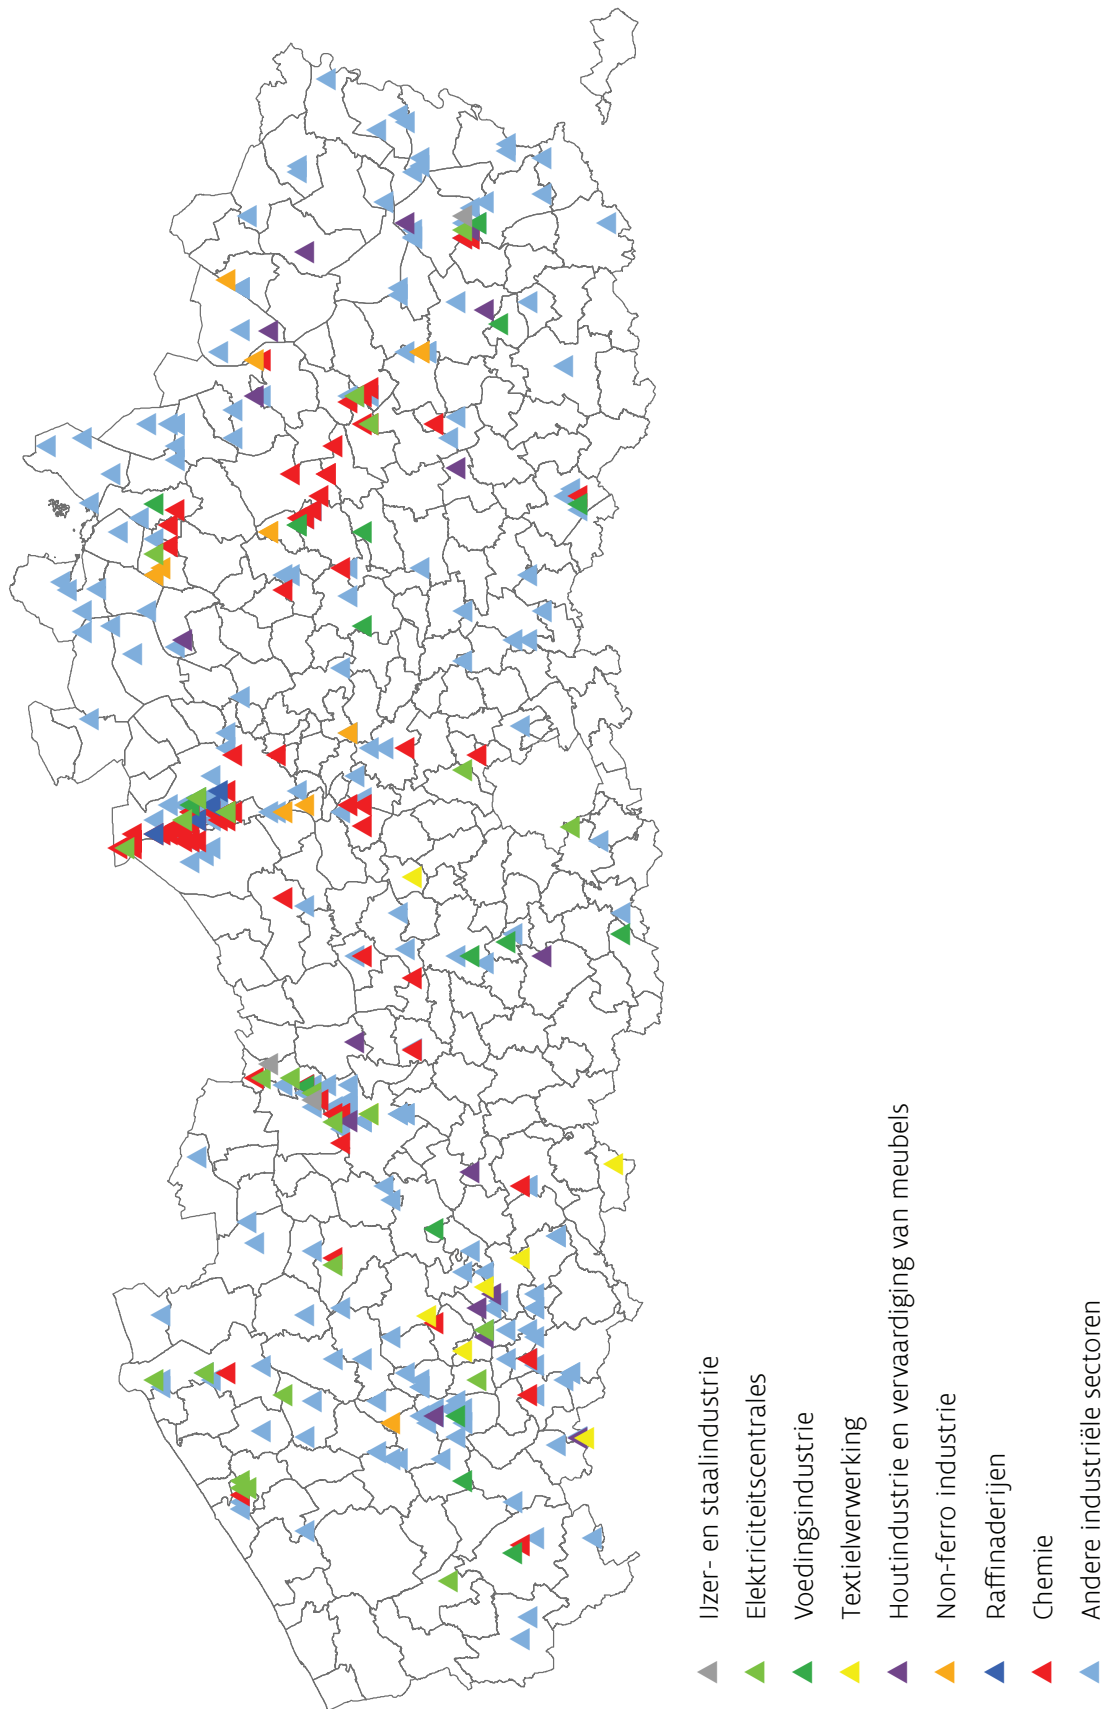 IJzer- en staalindustrie
Elektriciteitscentrales
Voedingsindustrie
Textielverwerking
Houtindustrie en vervaardiging van meubels
Non-ferro industrie
Raffinaderijen
Chemie
Andere industriële sectoren